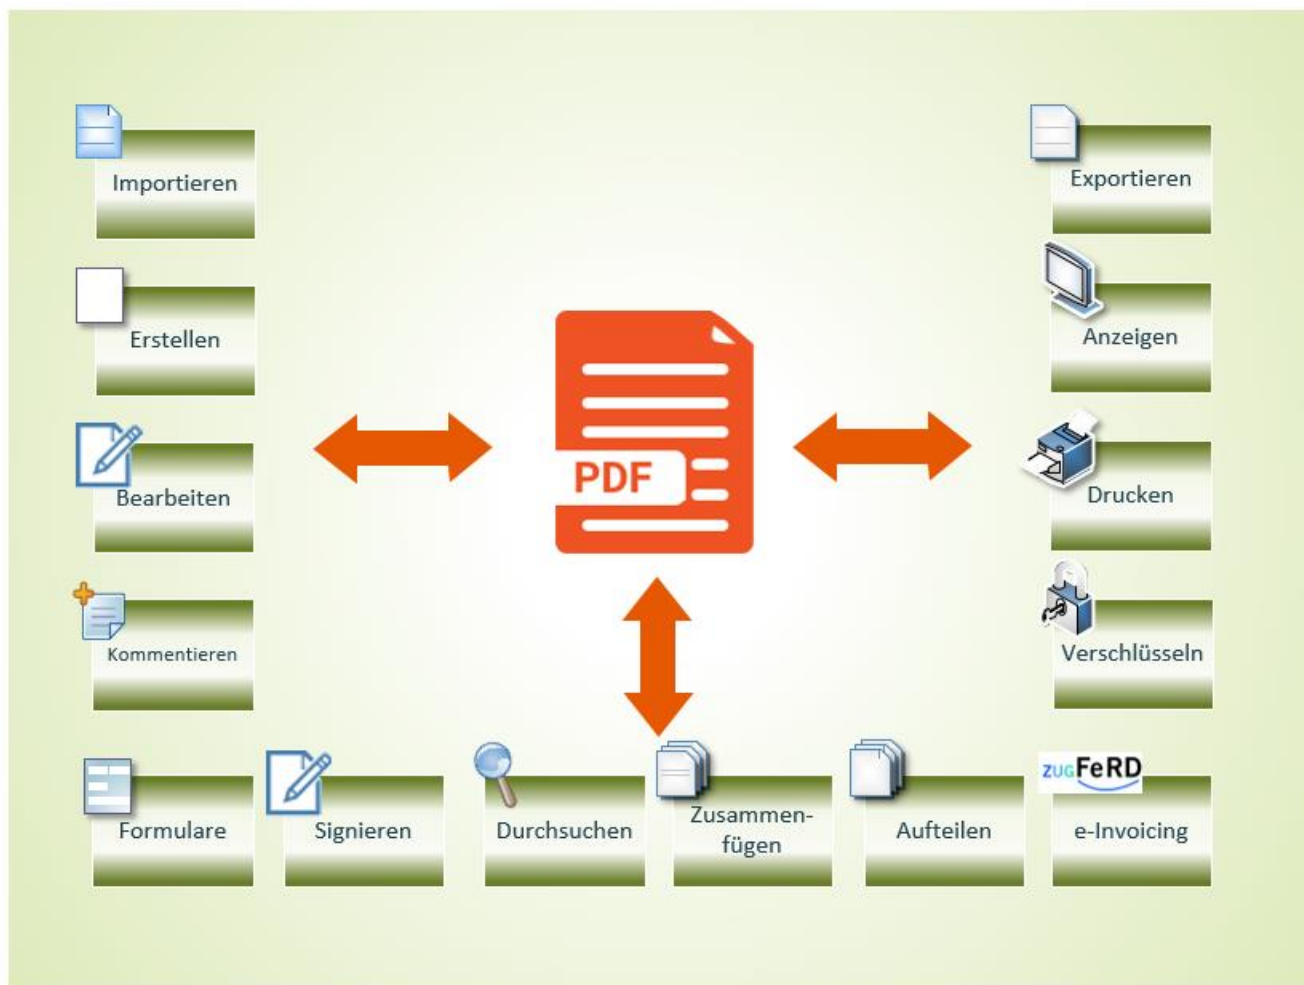 Importieren
Exportieren
Erstellen
Anzeigen
PDF
Bearbeiten
Drucken
Kommentieren
Verschlüsseln
Formulare
Signieren
Durchsuchen
Zusammen-
fügen
Aufteilen
ZUGFeRD
e-Invoicing